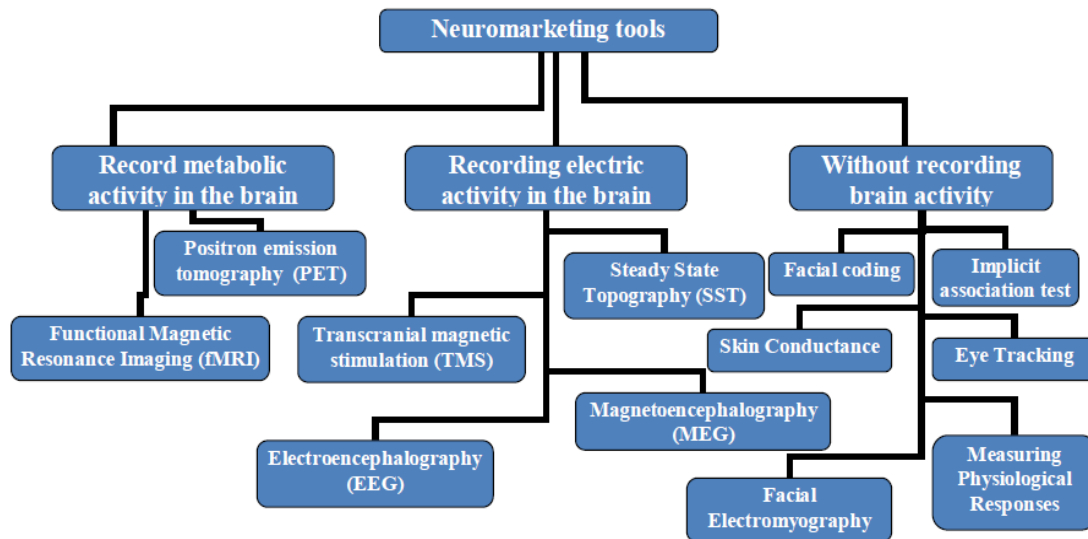 Neuromarketing tools
Record metabolic
activity in the brain
Recording electric
activity in the brain
Without recording
brain activity
Positron emission
tomography (PET)
Functional Magnetic
Resonance Imaging (fMRI)
Steady State
Topography (SST)
Transcranial magnetic
stimulation (TMS)
Magnetoencephalography
(MEG)
Electroencephalography
(EEG)
Facial coding
Implicit
association test
Skin Conductance
Eye Tracking
Measuring
Physiological
Responses
Facial
Electromyography